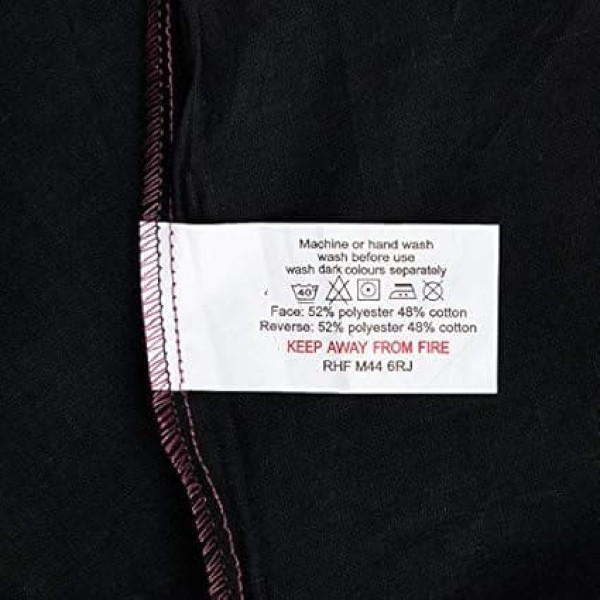 Machine or hand wash
wash before use
wash dark colours separately
40
Face: 52% polyester 48% cotton
Reverse: 52% polyester 48% cotton
KEEP AWAY FROM FIRE
RHF M44 6RJ